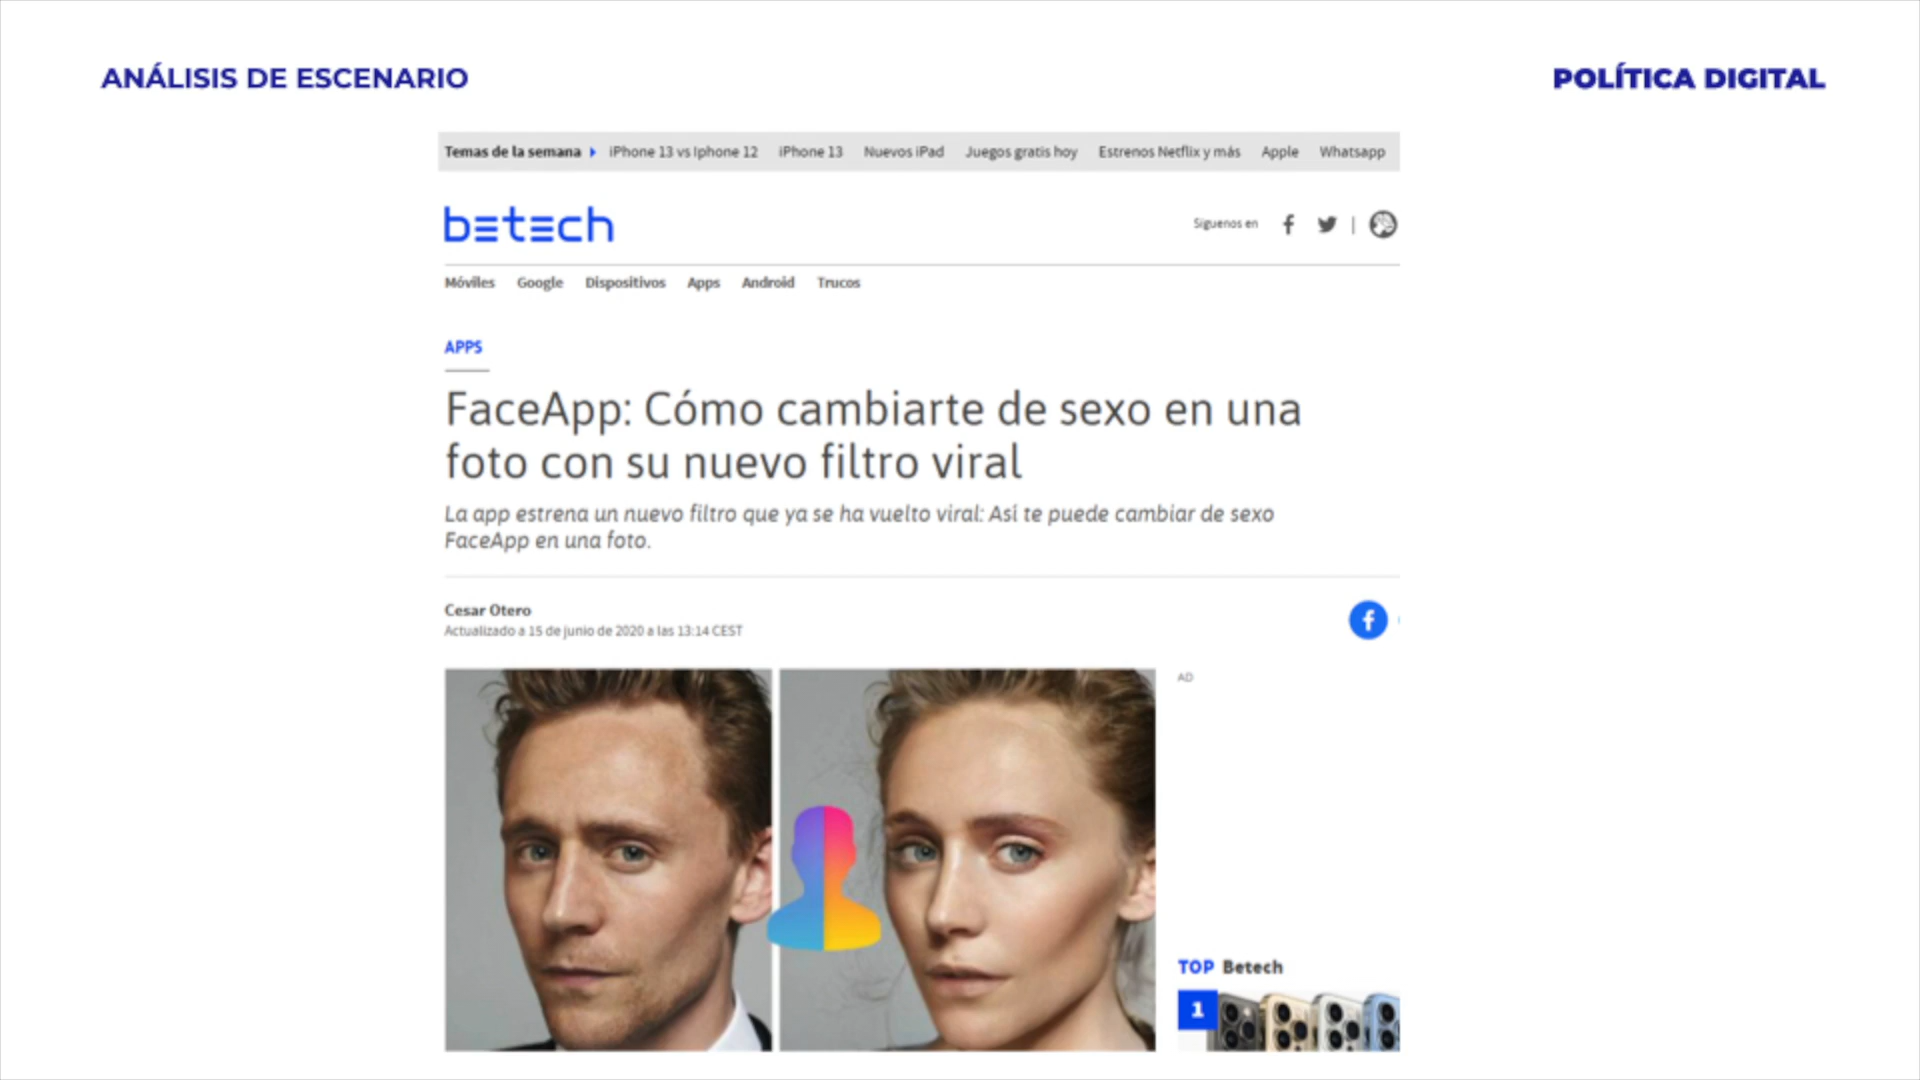 ANÁLISIS DE ESCENARIO
POLÍTICA DIGITAL
Temas de la semana iPhone 13 vs Iphone 12 iPhone 13 Nuevos iPad Juegos gratis hoy Estrenos Netflix y más Apple Whatsapp
betech
Síguenos en
Móviles Google Dispositivos Apps Android Trucos
APPS
FaceApp: Cómo cambiarte de sexo en una
foto con su nuevo filtro viral
La app estrena un nuevo filtro que ya se ha vuelto viral: Así te puede cambiar de sexo
FaceApp en una foto.
Cesar Otero
Actualizado a 15 de junio de 2020 a las 13:14 CEST
AD
TOP Betech
1